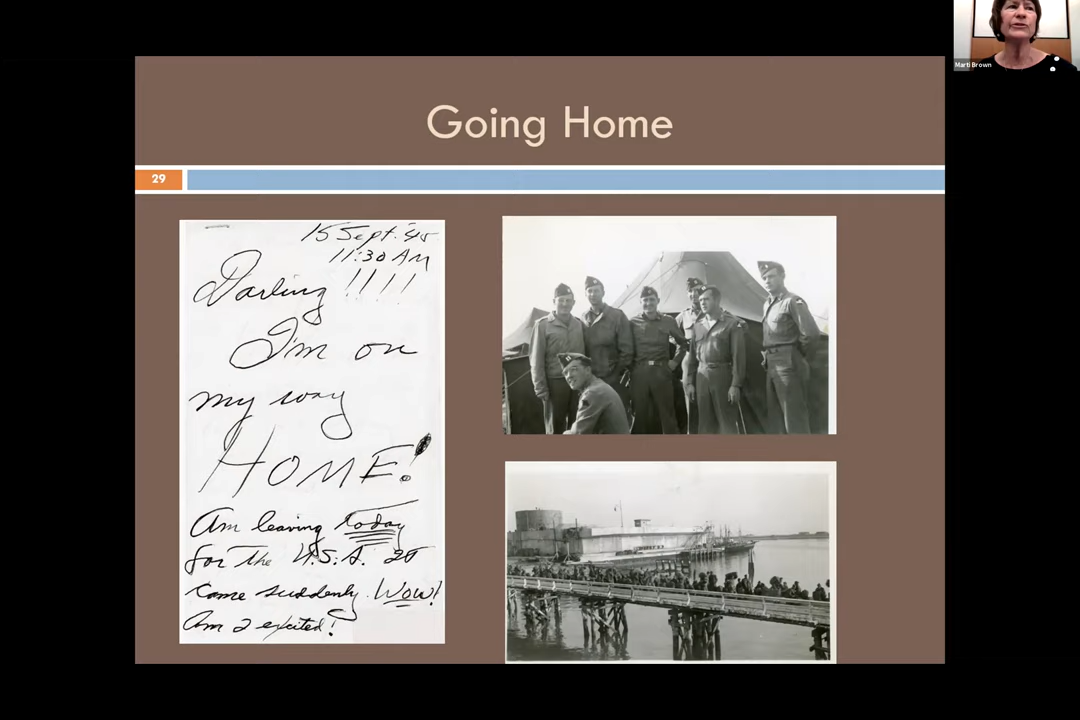 Marti Brown
Going Home
29
15 Sept. '45
11:30 AM
Darling !!!!
I'm on
my way
HOME!
Am leaving today
for the U.S.A. It
came suddenly. Wow!
Am I excited!